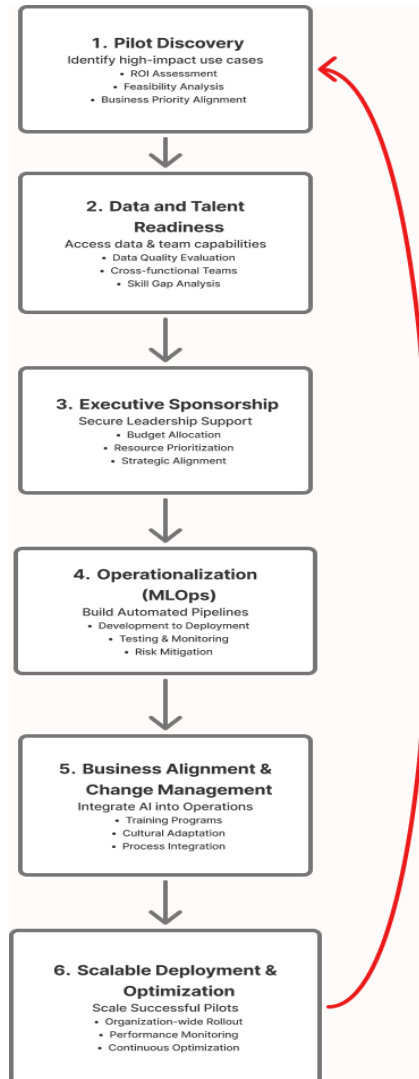 1. Pilot Discovery
Identify high-impact use cases
• ROI Assessment
• Feasibility Analysis
• Business Priority Alignment
2. Data and Talent
Readiness
Access data & team capabilities
• Data Quality Evaluation
• Cross-functional Teams
• Skill Gap Analysis
3. Executive Sponsorship
Secure Leadership Support
• Budget Allocation
• Resource Prioritization
• Strategic Alignment
4. Operationalization
(MLOps)
Build Automated Pipelines
• Development to Deployment
• Testing & Monitoring
• Risk Mitigation
5. Business Alignment &
Change Management
Integrate AI into Operations
• Training Programs
• Cultural Adaptation
• Process Integration
6. Scalable Deployment &
Optimization
Scale Successful Pilots
• Organization-wide Rollout
• Performance Monitoring
• Continuous Optimization